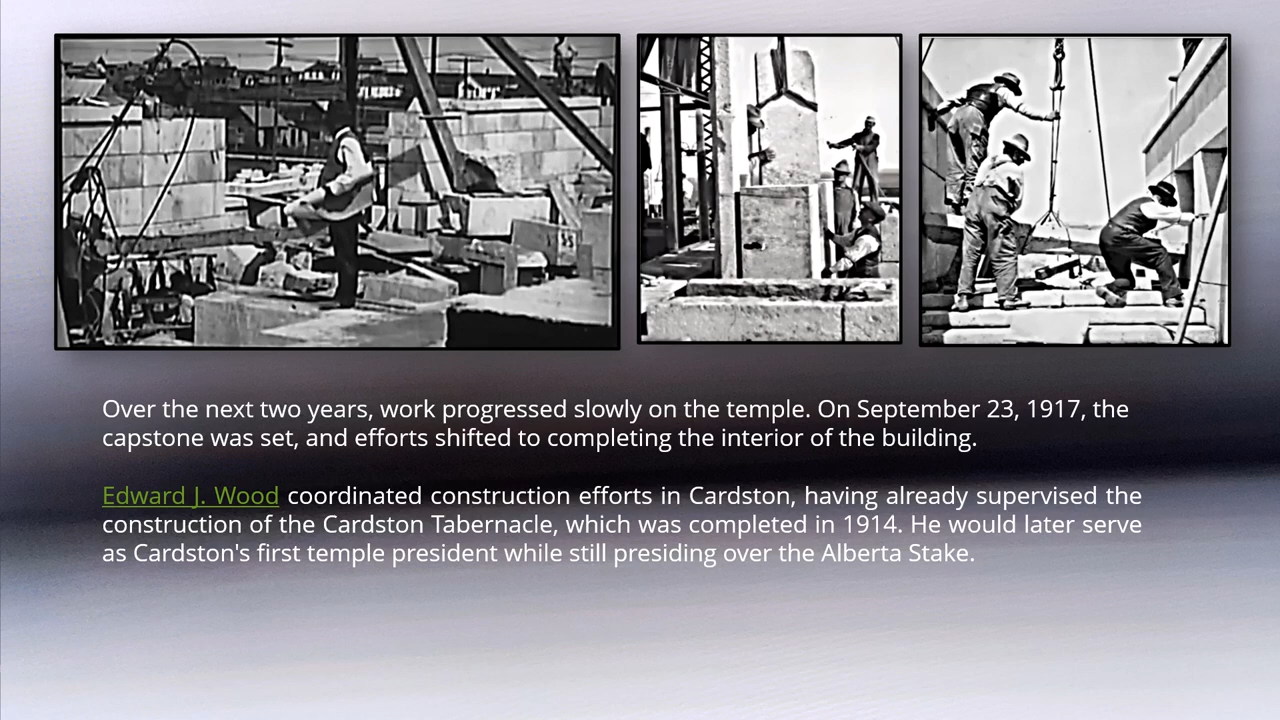 Over the next two years, work progressed slowly on the temple. On September 23, 1917, the
capstone was set, and efforts shifted to completing the interior of the building.
Edward J. Wood coordinated construction efforts in Cardston, having already supervised the
construction of the Cardston Tabernacle, which was completed in 1914. He would later serve
as Cardston's first temple president while still presiding over the Alberta Stake.